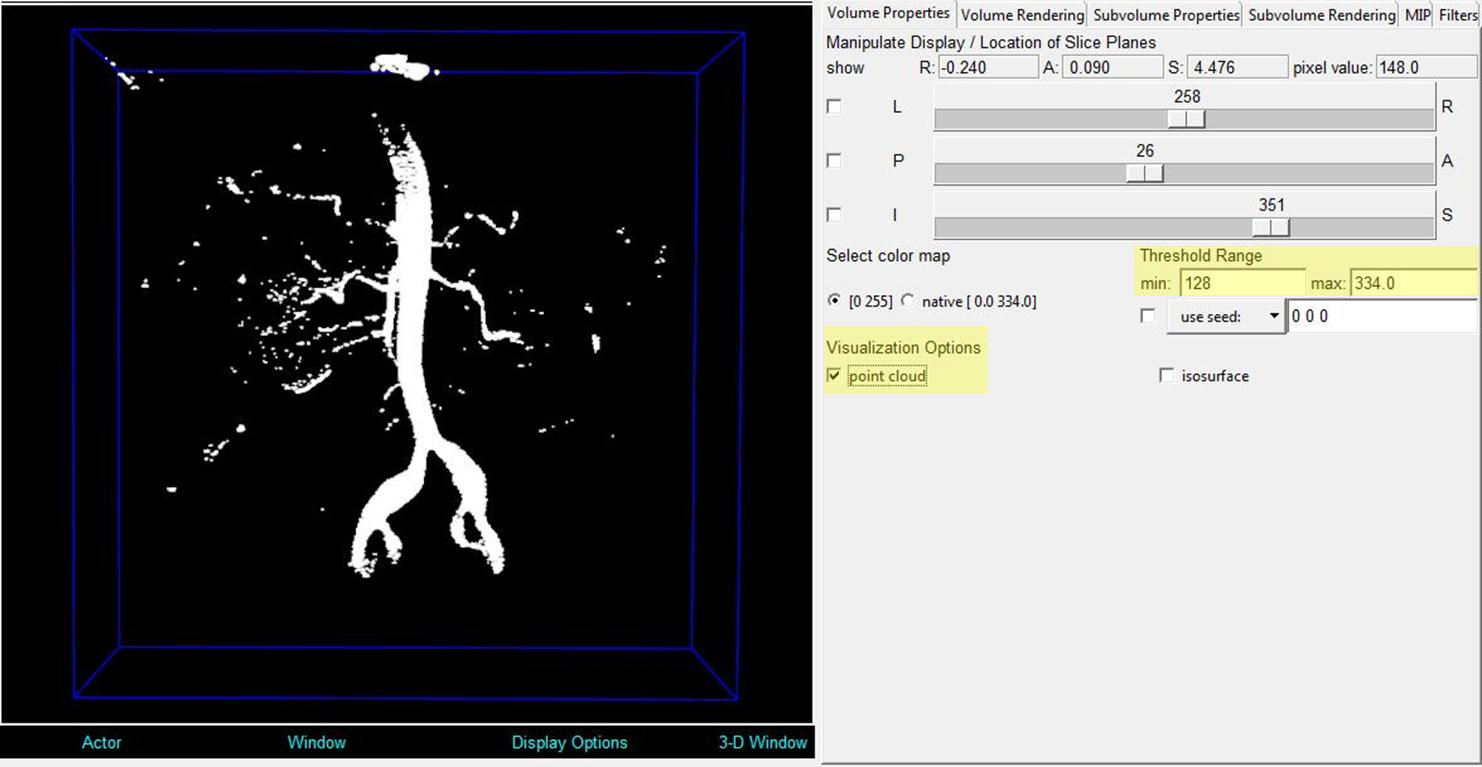 Volume Properties Volume Rendering Subvolume Properties Subvolume Rendering MIP Filters
Manipulate Display / Location of Slice Planes
show R: -0.240 A: 0.090 S: 4.476 pixel value: 148.0
258
L R
26
P A
351
I S
Select color map Threshold Range
min: 128 max: 334.0
[0 255] native [ 0.0 334.0]
use seed: 0 0 0
Visualization Options
point cloud isosurface
Actor Window Display Options 3-D Window